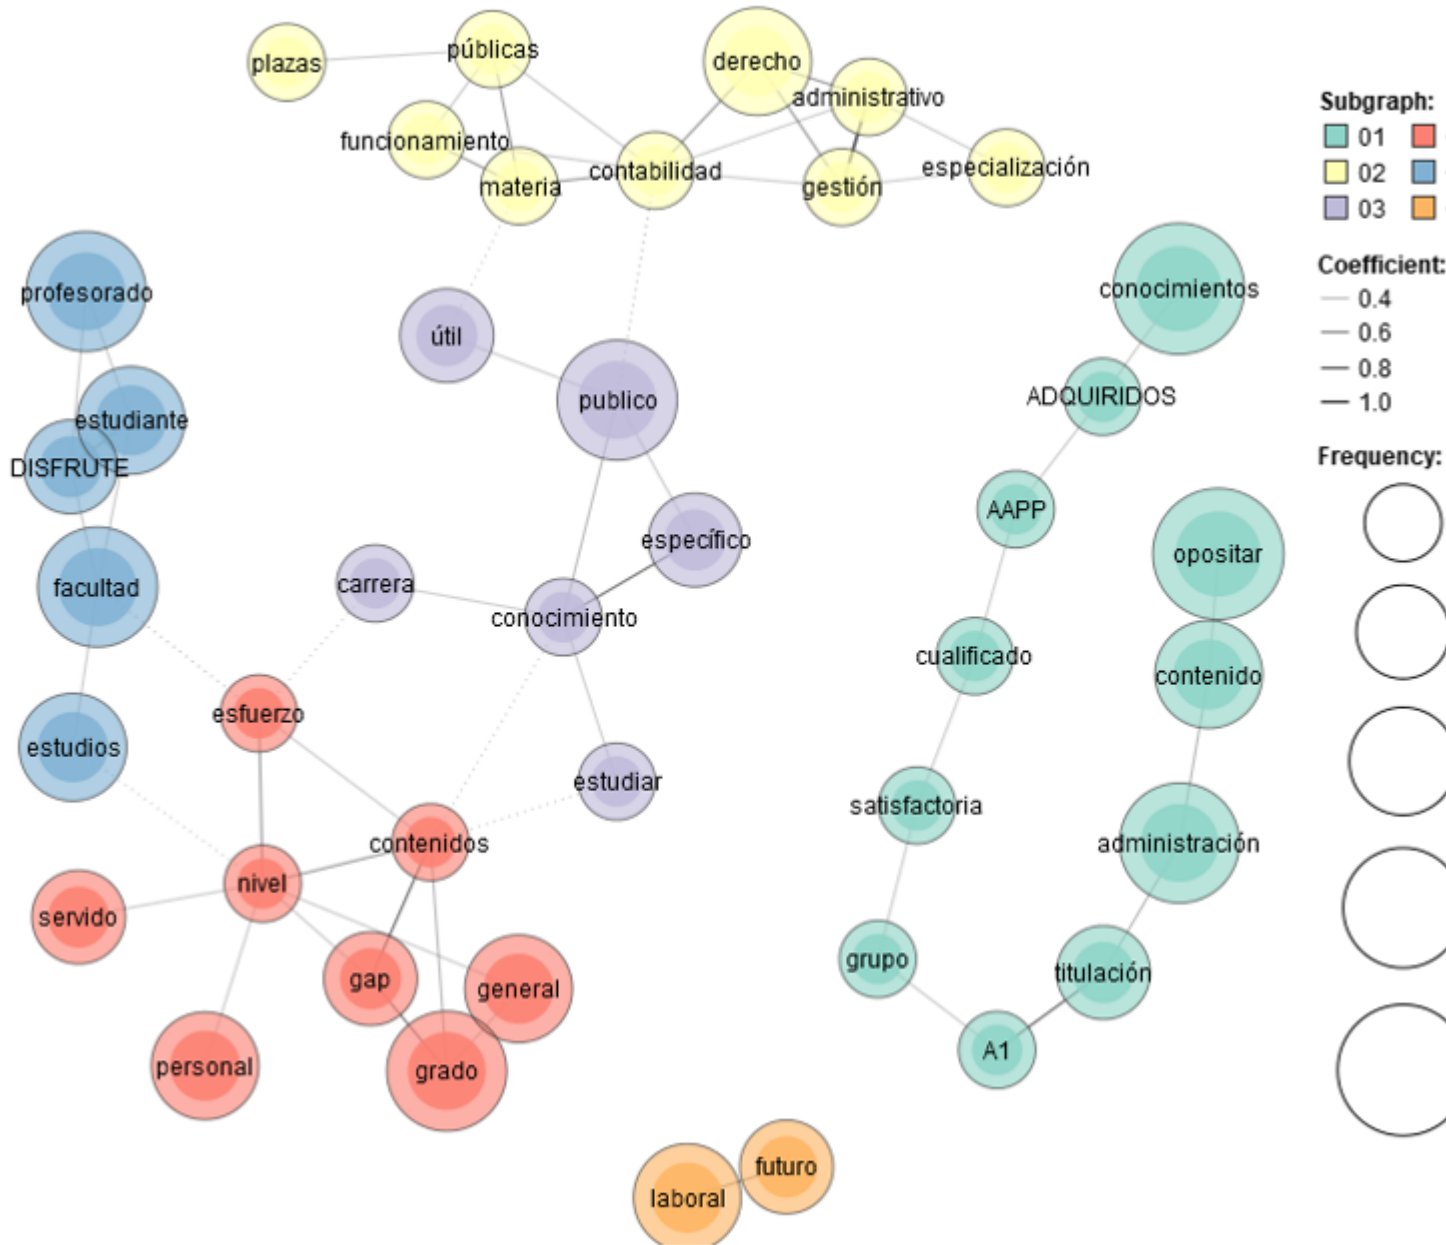 públicas
plazas
derecho
administrativo
funcionamiento
contabilidad
especialización
materia
gestión
profesorado
útil
publico
conocimientos
estudiante
ADQUIRIDOS
DISFRUTE
AAPP
específico
opositar
facultad
carrera
conocimiento
cualificado
contenido
esfuerzo
estudios
estudiar
satisfactoria
contenidos
administración
nivel
servido
gap
general
grupo
titulación
personal
grado
A1
futuro
laboral
Subgraph:
01
02
03
Coefficient:
0.4
0.6
0.8
1.0
Frequency: